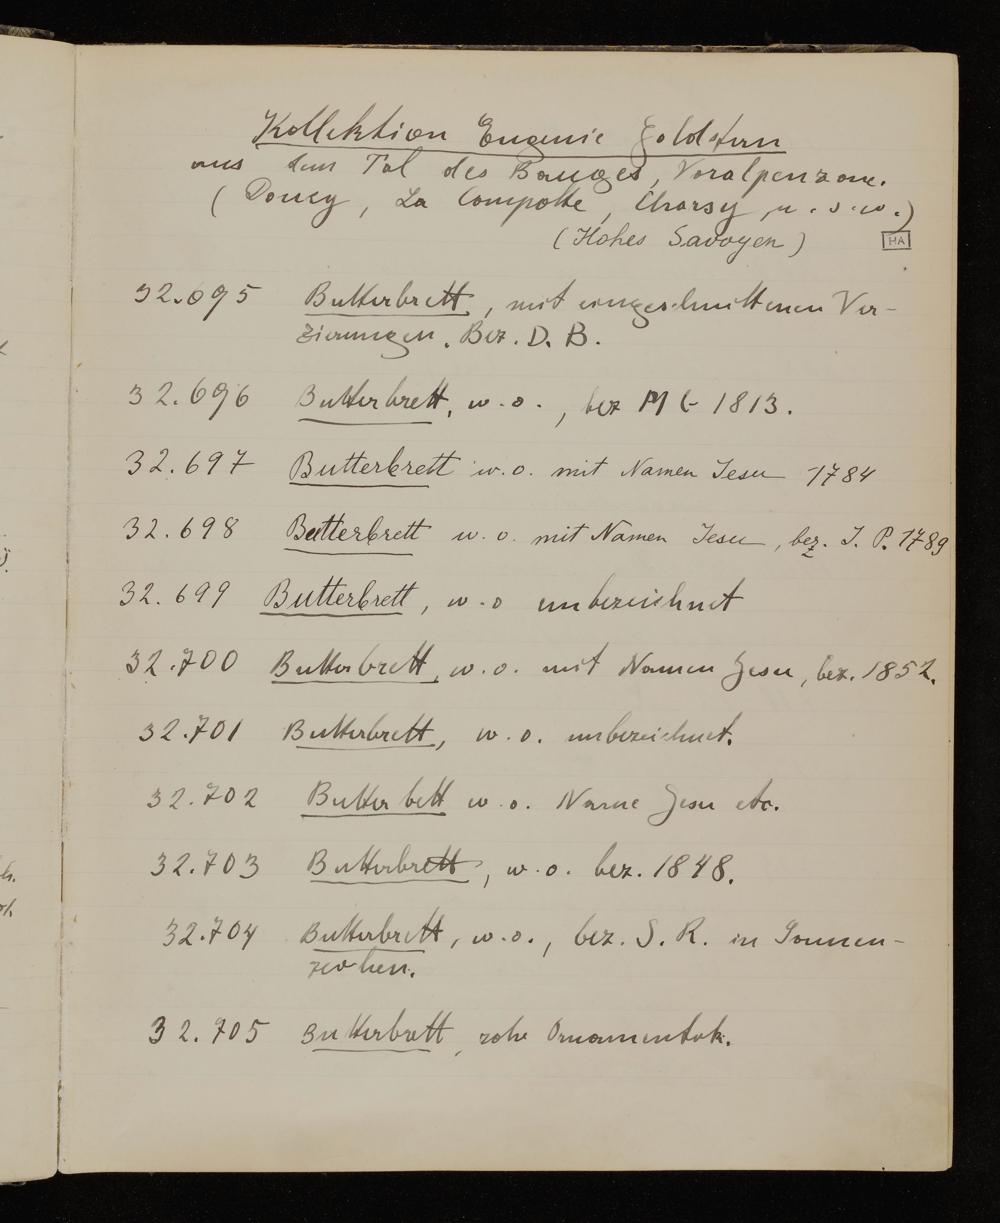 Kollektion Eugenie Goldstern
aus dem Tal des Bauges, Voralpenzone.
(Doucy, La Compotte, Charsy, u. s. w.)
(Hohes Savoyen)
HA
32.695 Butterbrett, mit eingeschnittenen Ver-
zierungen. Bez. D. B.
32.696 Butterbrett, w. o., bez M G 1813.
32.697 Butterbrett w. o. mit Namen Jesu 1784
32.698 Butterbrett w. o. mit Namen Jesu, bez. J. P. 1789
32.699 Butterbrett, w. o unbezeichnet
32.700 Butterbrett, w. o. mit Namen Jesu, bez. 1852.
32.701 Butterbrett, w. o. unbezeichnet.
32.702 Butterbett w. o. Name Jesu etc.
32.703 Butterbrett, w. o. bez. 1848.
32.704 Butterbrett, w. o., bez. S. R. in Sonnen-
zeichen.
32.705 Butterbrett, rohe Ornamentik.